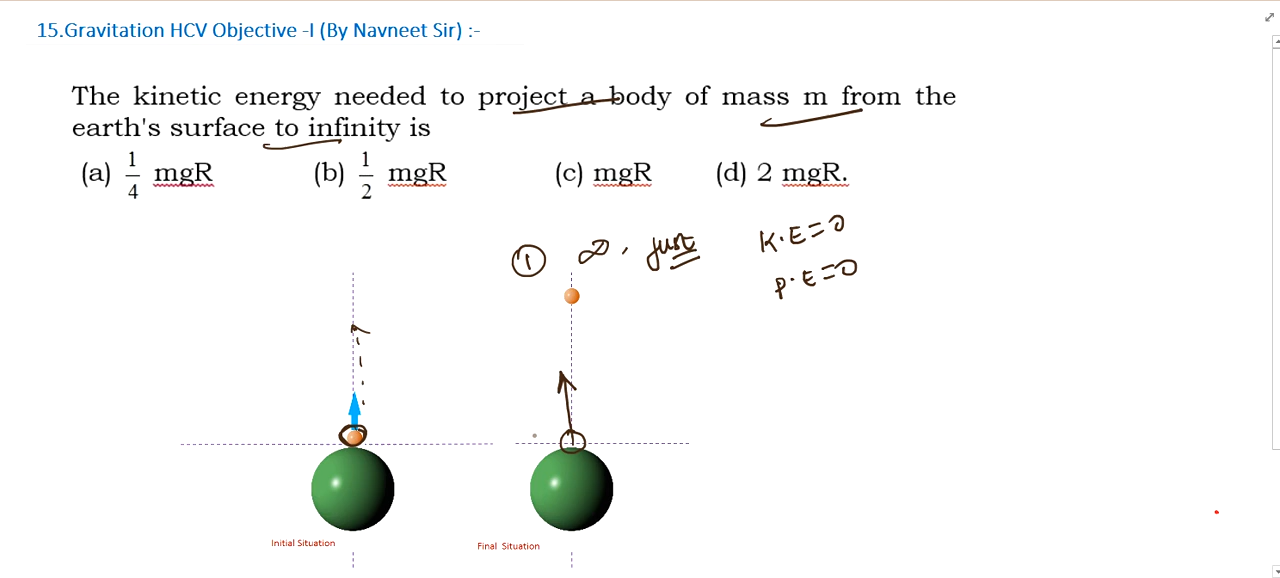 15.Gravitation HCV Objective -I (By Navneet Sir) :-
The kinetic energy needed to project a body of mass m from the
earth's surface to infinity is
(a) 1/4 mgR (b) 1/2 mgR (c) mgR (d) 2 mgR.
① ∞, just K.E=0
P.E=0
Initial Situation
Final Situation